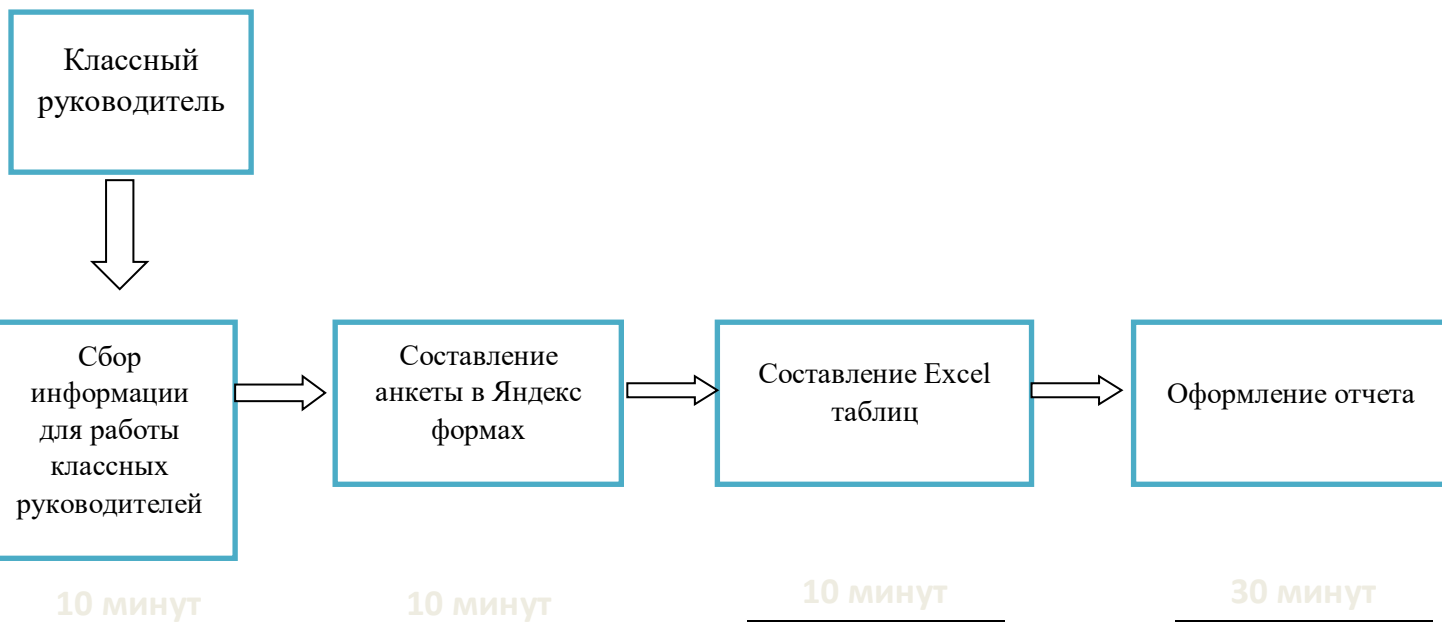 Классный
руководитель
Сбор
информации
для работы
классных
руководителей
Составление
анкеты в Яндекс
формах
Составление Excel
таблиц
Оформление отчета
10 минут
10 минут
10 минут
30 минут